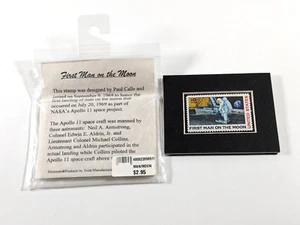 First Man on the Moon
This stamp was designed by Paul Calle and
issued on September 9, 1969 to honor the
first landing of man on the moon that
occurred on July 20, 1969 as part of
NASA's Apollo 11 space project.
The Apollo 11 space craft was manned by
three astronauts: Neil A. Armstrong,
Colonel Edwin E. Aldrin, Jr. and
Lieutenant Colonel Michael Collins.
Armstrong and Aldrin participated in the
actual landing while Collins piloted the
Apollo 11 space craft above
$2.95
FIRST MAN ON THE MOON